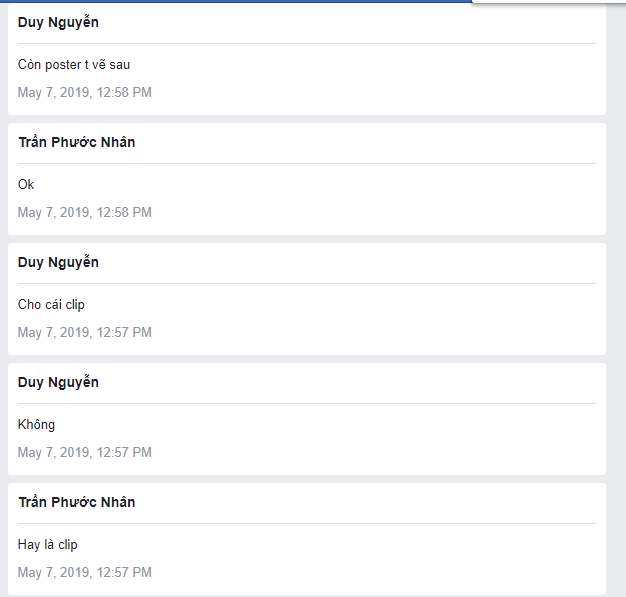 Duy Nguyễn
Còn poster t vẽ sau
May 7, 2019, 12:58 PM
Trần Phước Nhân
Ok
May 7, 2019, 12:58 PM
Duy Nguyễn
Cho cái clip
May 7, 2019, 12:57 PM
Duy Nguyễn
Không
May 7, 2019, 12:57 PM
Trần Phước Nhân
Hay là clip
May 7, 2019, 12:57 PM